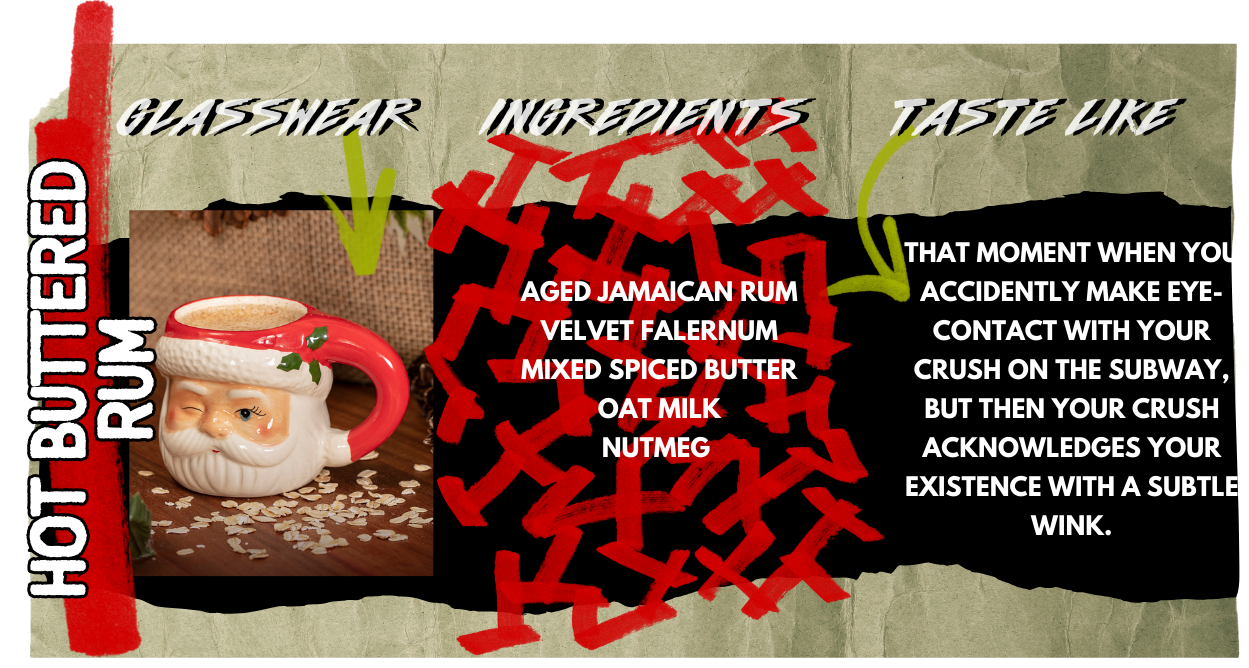 HOT BUTTERED
RUM
GLASSWEAR
INGREDIENTS
TASTE LIKE
AGED JAMAICAN RUM
VELVET FALERNUM
MIXED SPICED BUTTER
OAT MILK
NUTMEG
THAT MOMENT WHEN YOU
ACCIDENTLY MAKE EYE-
CONTACT WITH YOUR
CRUSH ON THE SUBWAY,
BUT THEN YOUR CRUSH
ACKNOWLEDGES YOUR
EXISTENCE WITH A SUBTLE
WINK.